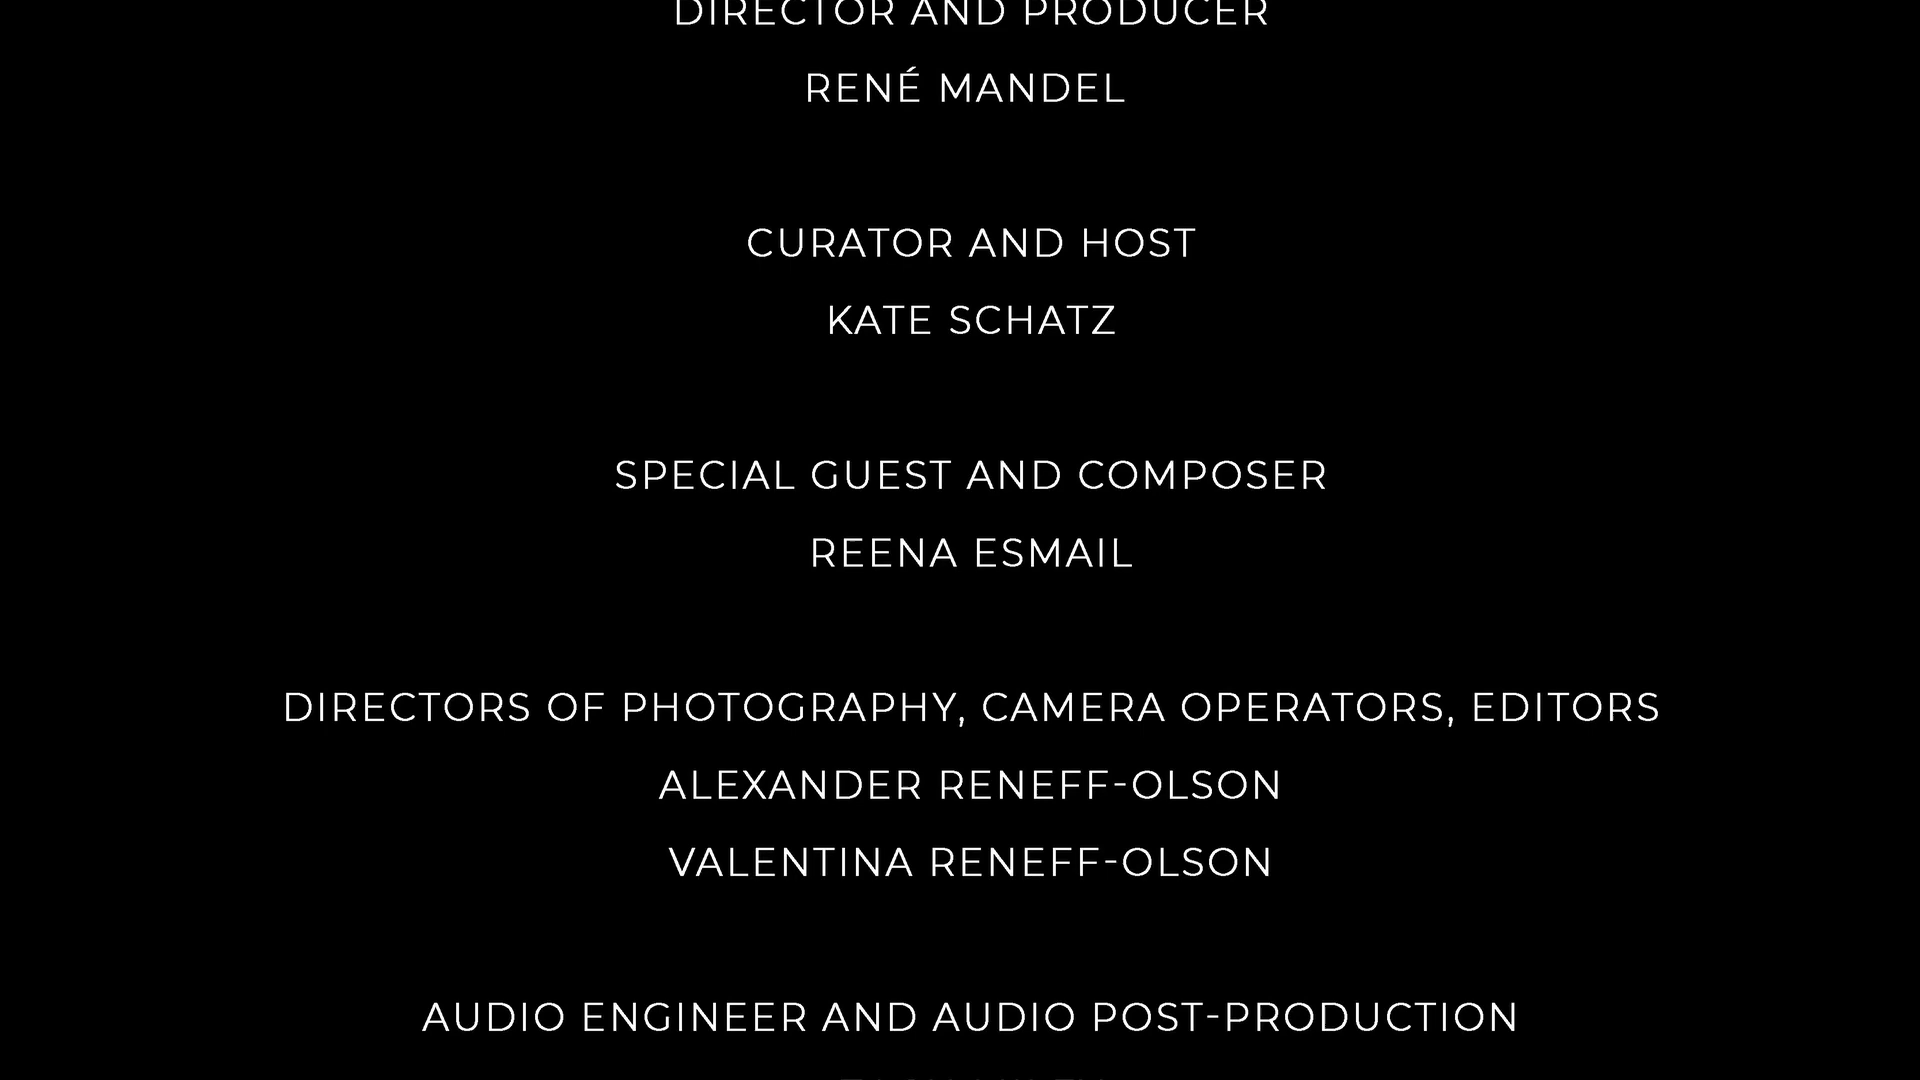 DIRECTOR AND PRODUCER
RENÉ MANDEL
CURATOR AND HOST
KATE SCHATZ
SPECIAL GUEST AND COMPOSER
REENA ESMAIL
DIRECTORS OF PHOTOGRAPHY, CAMERA OPERATORS, EDITORS
ALEXANDER RENEFF-OLSON
VALENTINA RENEFF-OLSON
AUDIO ENGINEER AND AUDIO POST-PRODUCTION